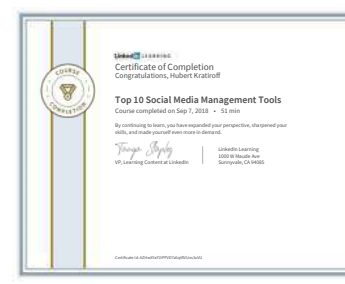 COURSE
COMPLETION
LinkedIn LEARNING
Certificate of Completion
Congratulations, Hubert Kratiroff
Top 10 Social Media Management Tools
Course completed on Sep 7, 2018 • 51 min
By continuing to learn, you have expanded your perspective, sharpened your
skills, and made yourself even more in demand.
VP, Learning Content at LinkedIn
LinkedIn Learning
1000 W Maude Ave
Sunnyvale, CA 94085
Certificate Id: